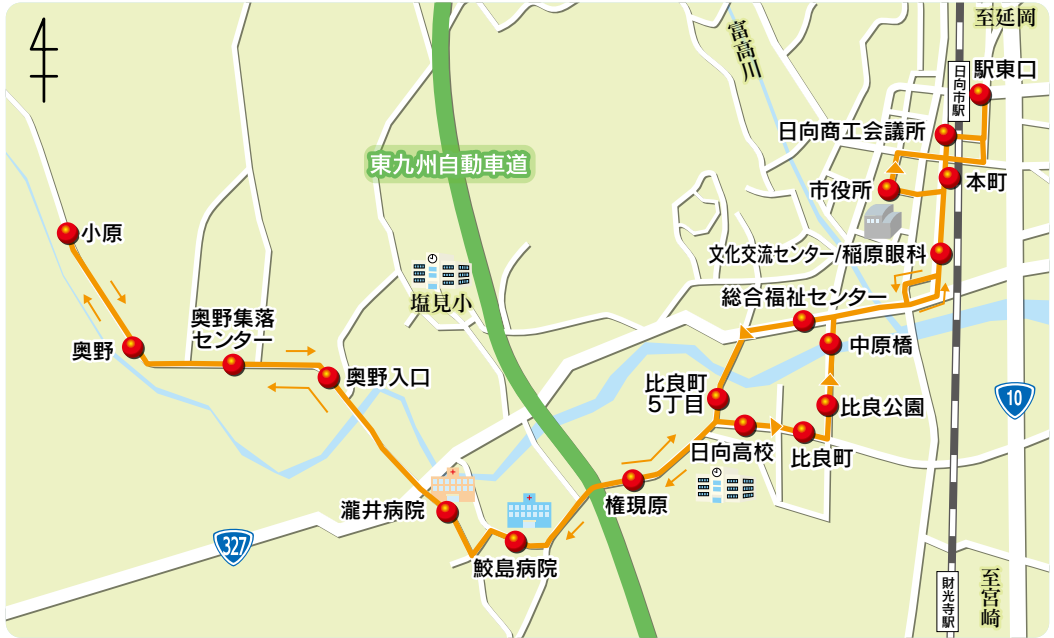 至延岡
富高川
駅東口
日向市駅
日向商工会議所
東九州自動車道
本町
市役所
小原
文化交流センター/稲原眼科
塩見小
総合福祉センター
奥野集落
センター
奥野
中原橋
奥野入口
比良町
5丁目
比良公園
10
日向高校
比良町
権現原
瀧井病院
327
鮫島病院
至宮崎
財光寺駅